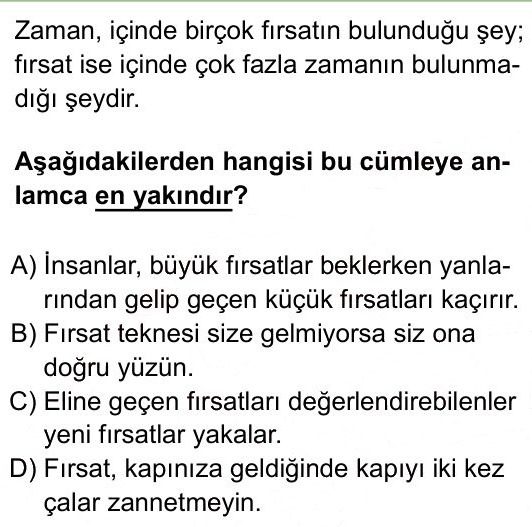 Zaman, içinde birçok fırsatın bulunduğu şey;
fırsat ise içinde çok fazla zamanın bulunma-
dığı şeydir.
Aşağıdakilerden hangisi bu cümleye an-
lamca en yakındır?
A) İnsanlar, büyük fırsatlar beklerken yanla-
rından gelip geçen küçük fırsatları kaçırır.
B) Fırsat teknesi size gelmiyorsa siz ona
doğru yüzün.
C) Eline geçen fırsatları değerlendirebilenler
yeni fırsatlar yakalar.
D) Fırsat, kapınıza geldiğinde kapıyı iki kez
çalar zannetmeyin.